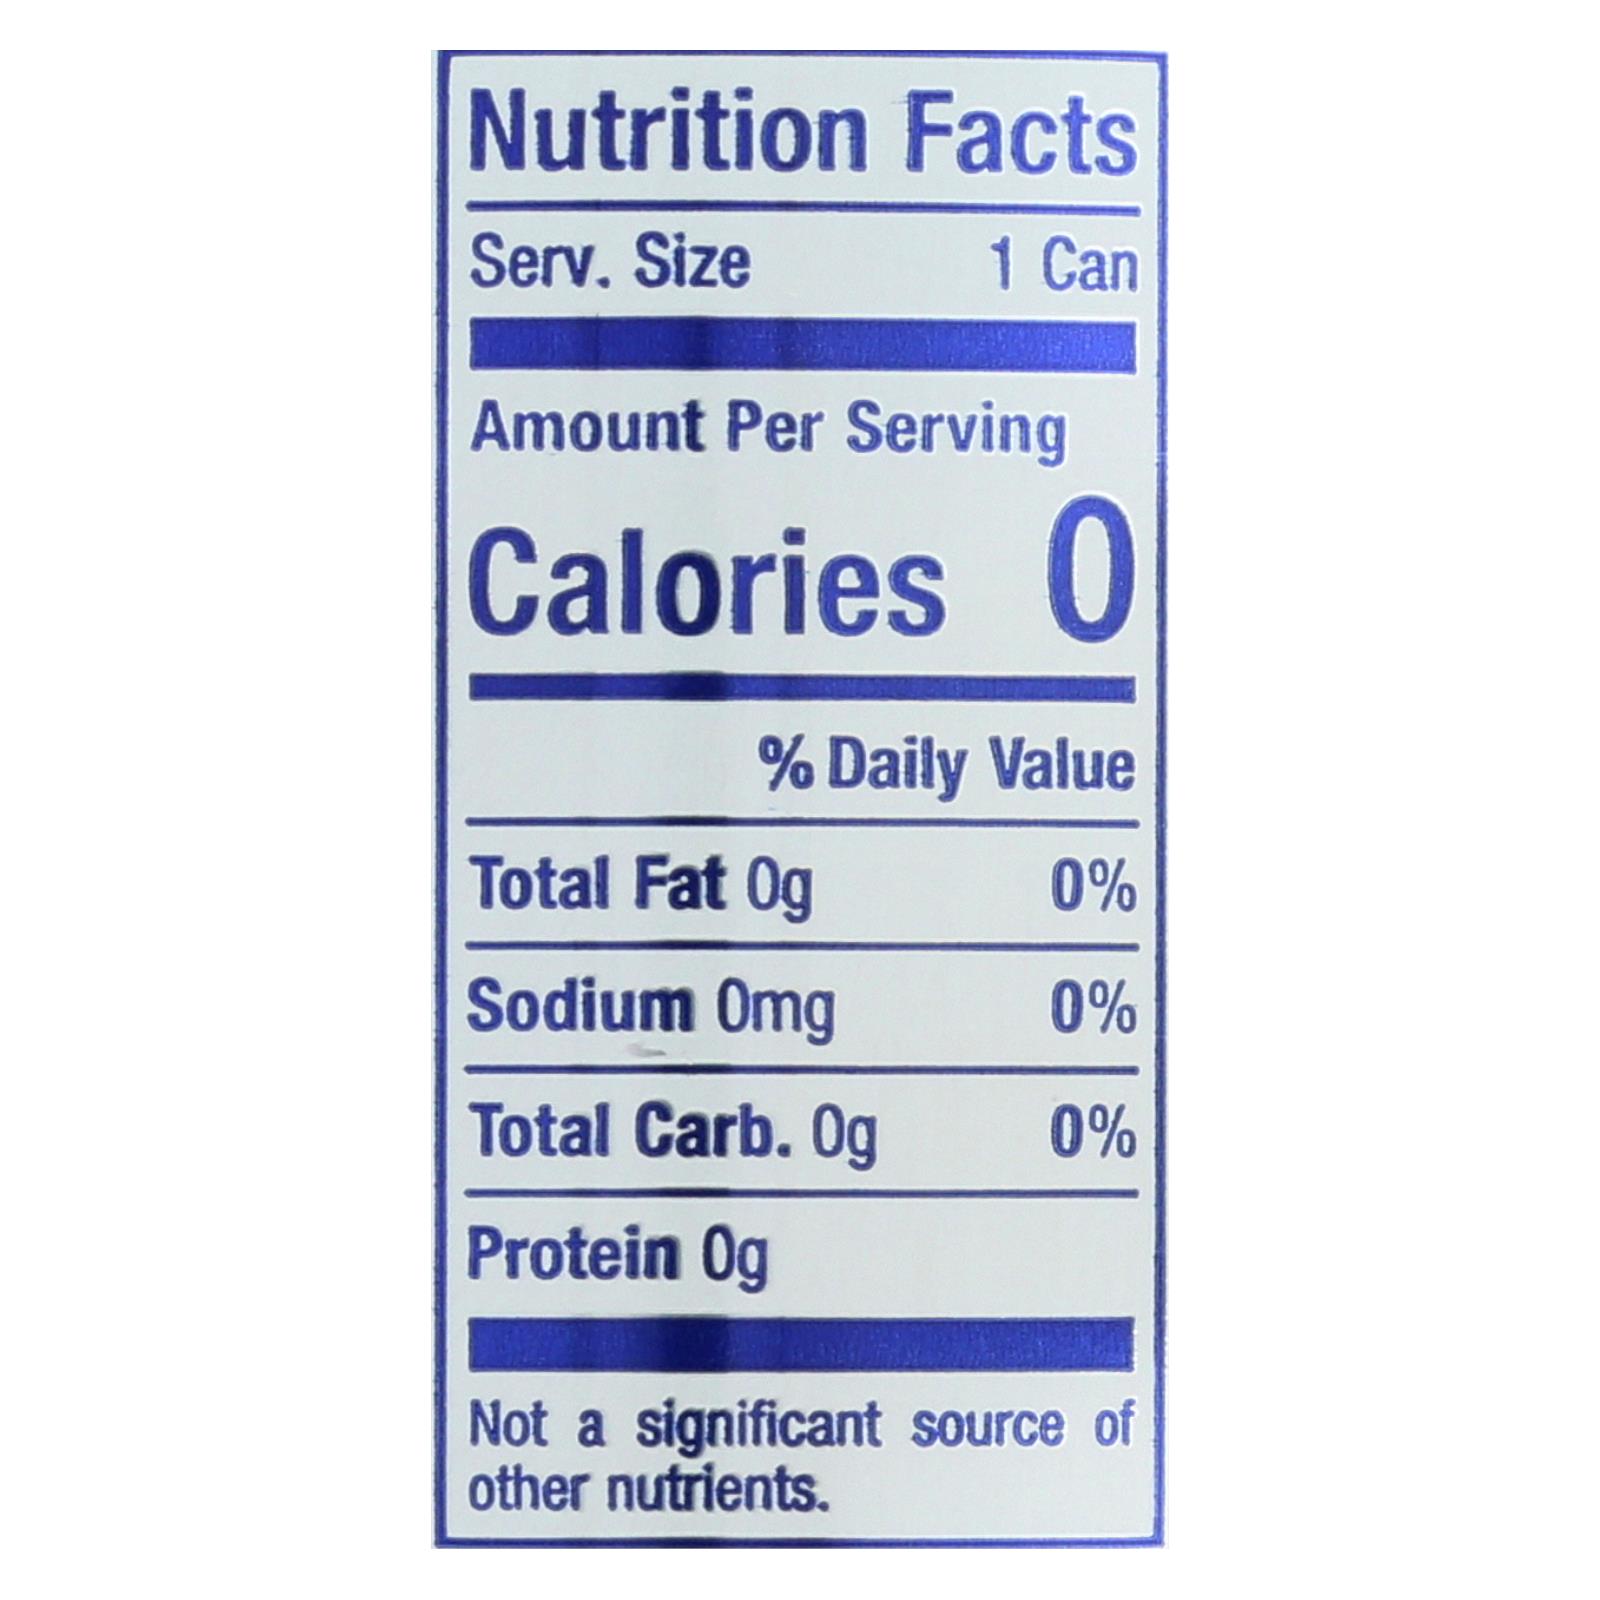 Nutrition Facts
Serv. Size 1 Can
Amount Per Serving
Calories 0
% Daily Value
Total Fat 0g 0%
Sodium 0mg 0%
Total Carb. 0g 0%
Protein 0g
Not a significant source of
other nutrients.